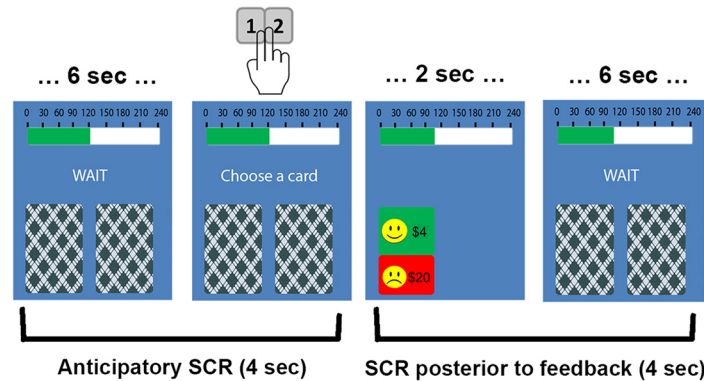 1 2
... 6 sec ...
... 2 sec ...
... 6 sec ...
0 30 60 90 120 150 180 210 240
WAIT
0 30 60 90 120 150 180 210 240
Choose a card
0 30 60 90 120 150 180 210 240
$4
$20
0 30 60 90 120 150 180 210 240
WAIT
Anticipatory SCR (4 sec)
SCR posterior to feedback (4 sec)